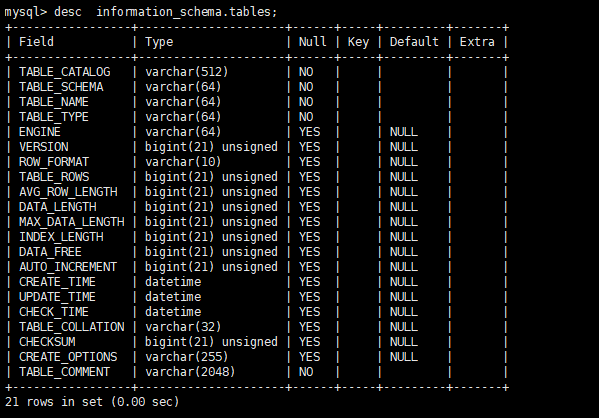 mysql> desc  information_schema.tables;
+-----------------+---------------------+------+-----+---------+-------+
| Field           | Type                | Null | Key | Default | Extra |
+-----------------+---------------------+------+-----+---------+-------+
| TABLE_CATALOG   | varchar(512)        | NO   |     |         |       |
| TABLE_SCHEMA    | varchar(64)         | NO   |     |         |       |
| TABLE_NAME      | varchar(64)         | NO   |     |         |       |
| TABLE_TYPE      | varchar(64)         | NO   |     |         |       |
| ENGINE          | varchar(64)         | YES  |     | NULL    |       |
| VERSION         | bigint(21) unsigned | YES  |     | NULL    |       |
| ROW_FORMAT      | varchar(10)         | YES  |     | NULL    |       |
| TABLE_ROWS      | bigint(21) unsigned | YES  |     | NULL    |       |
| AVG_ROW_LENGTH  | bigint(21) unsigned | YES  |     | NULL    |       |
| DATA_LENGTH     | bigint(21) unsigned | YES  |     | NULL    |       |
| MAX_DATA_LENGTH | bigint(21) unsigned | YES  |     | NULL    |       |
| INDEX_LENGTH    | bigint(21) unsigned | YES  |     | NULL    |       |
| DATA_FREE       | bigint(21) unsigned | YES  |     | NULL    |       |
| AUTO_INCREMENT  | bigint(21) unsigned | YES  |     | NULL    |       |
| CREATE_TIME     | datetime            | YES  |     | NULL    |       |
| UPDATE_TIME     | datetime            | YES  |     | NULL    |       |
| CHECK_TIME      | datetime            | YES  |     | NULL    |       |
| TABLE_COLLATION | varchar(32)         | YES  |     | NULL    |       |
| CHECKSUM        | bigint(21) unsigned | YES  |     | NULL    |       |
| CREATE_OPTIONS  | varchar(255)        | YES  |     | NULL    |       |
| TABLE_COMMENT   | varchar(2048)       | NO   |     |         |       |
+-----------------+---------------------+------+-----+---------+-------+
21 rows in set (0.00 sec)